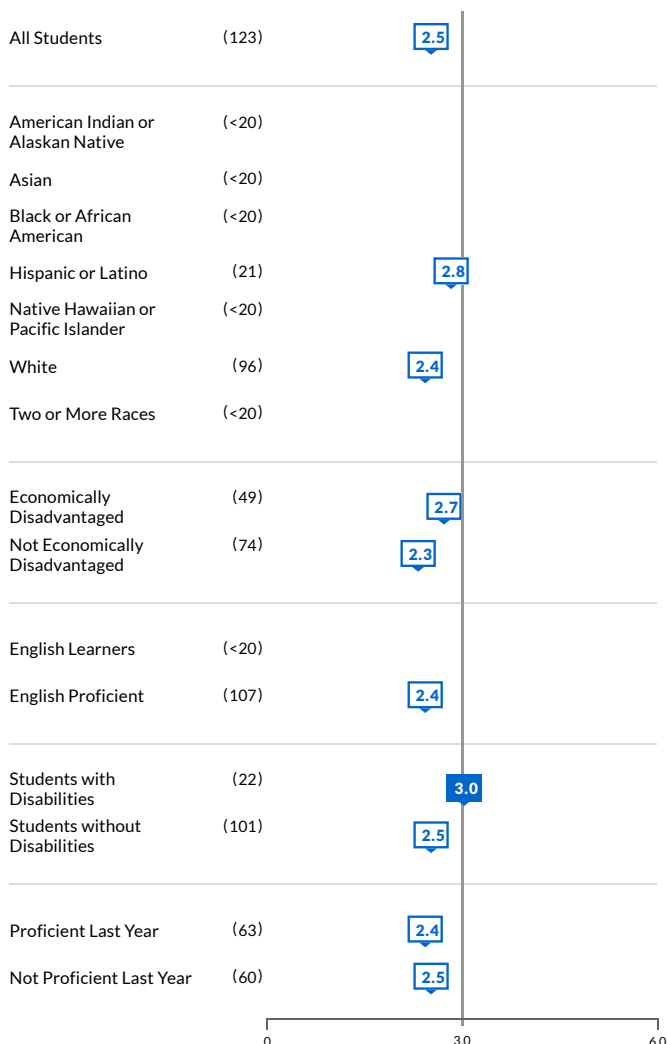 All Students (123) 2.5
American Indian or (<20)
Alaskan Native
Asian (<20)
Black or African (<20)
American
Hispanic or Latino (21) 2.8
Native Hawaiian or (<20)
Pacific Islander
White (96) 2.4
Two or More Races (<20)
Economically (49) 2.7
Disadvantaged
Not Economically (74) 2.3
Disadvantaged
English Learners (<20)
English Proficient (107) 2.4
Students with (22) 3.0
Disabilities
Students without (101) 2.5
Disabilities
Proficient Last Year (63) 2.4
Not Proficient Last Year (60) 2.5
0 3.0 6.0